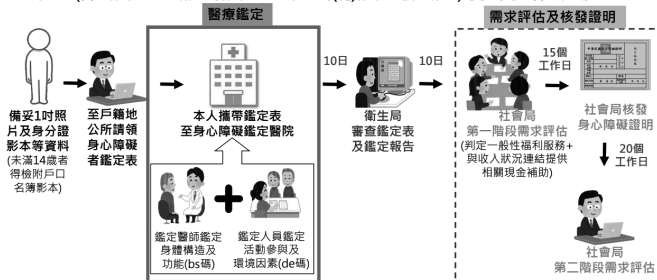 醫療鑑定
需求評估及核發證明
備妥1吋照
片及身分證
影本等資料
(未滿14歲者
得檢附戶口
名簿影本)
至戶籍地
公所請領
身心障礙
者鑑定表
本人攜帶鑑定表
至身心障礙鑑定醫院
鑑定醫師鑑定
身體構造及
功能(bs碼)
鑑定人員鑑定
活動參與及
環境因素(de碼)
10日
衛生局
審查鑑定表
及鑑定報告
10日
社會局
第一階段需求評估
(判定一般性福利服務+
與收入狀況連結提供
相關現金補助)
15個
工作日
社會局核發
身心障礙證明
20個
工作日
社會局
第二階段需求評估